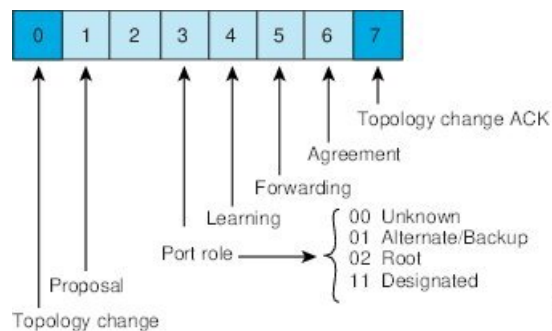 0 1 2 3 4 5 6 7
Topology change ACK
Agreement
Forwarding
Learning
00 Unknown
01 Alternate/Backup
Port role
02 Root
11 Designated
Proposal
Topology change